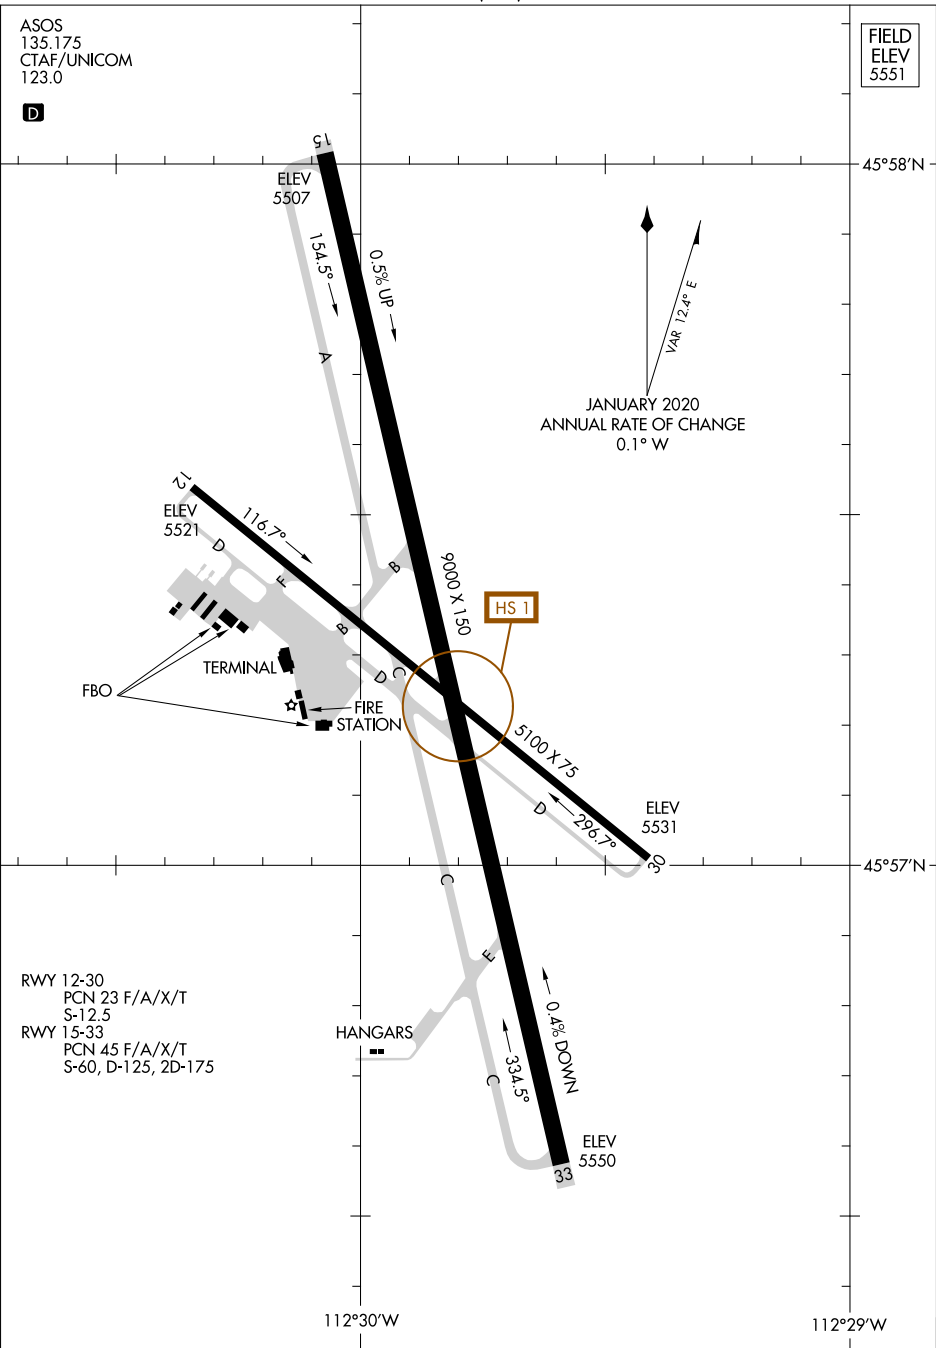 ASOS
135.175
CTAF/UNICOM
123.0
D
FIELD
ELEV
5551
15
45°58'N
ELEV
5507
154.5°
0.5% UP
VAR 12.4° E
A
JANUARY 2020
ANNUAL RATE OF CHANGE
0.1° W
12
ELEV
5521
116.7°
D
F
B
9000 X 150
HS 1
B
TERMINAL
C
D
FBO
FIRE
STATION
5100 X 75
D
296.7°
ELEV
5531
30
45°57'N
C
E
RWY 12-30
PCN 23 F/A/X/T
S-12.5
RWY 15-33
PCN 45 F/A/X/T
S-60, D-125, 2D-175
HANGARS
0.4% DOWN
334.5°
C
ELEV
5550
33
112°30'W
112°29'W